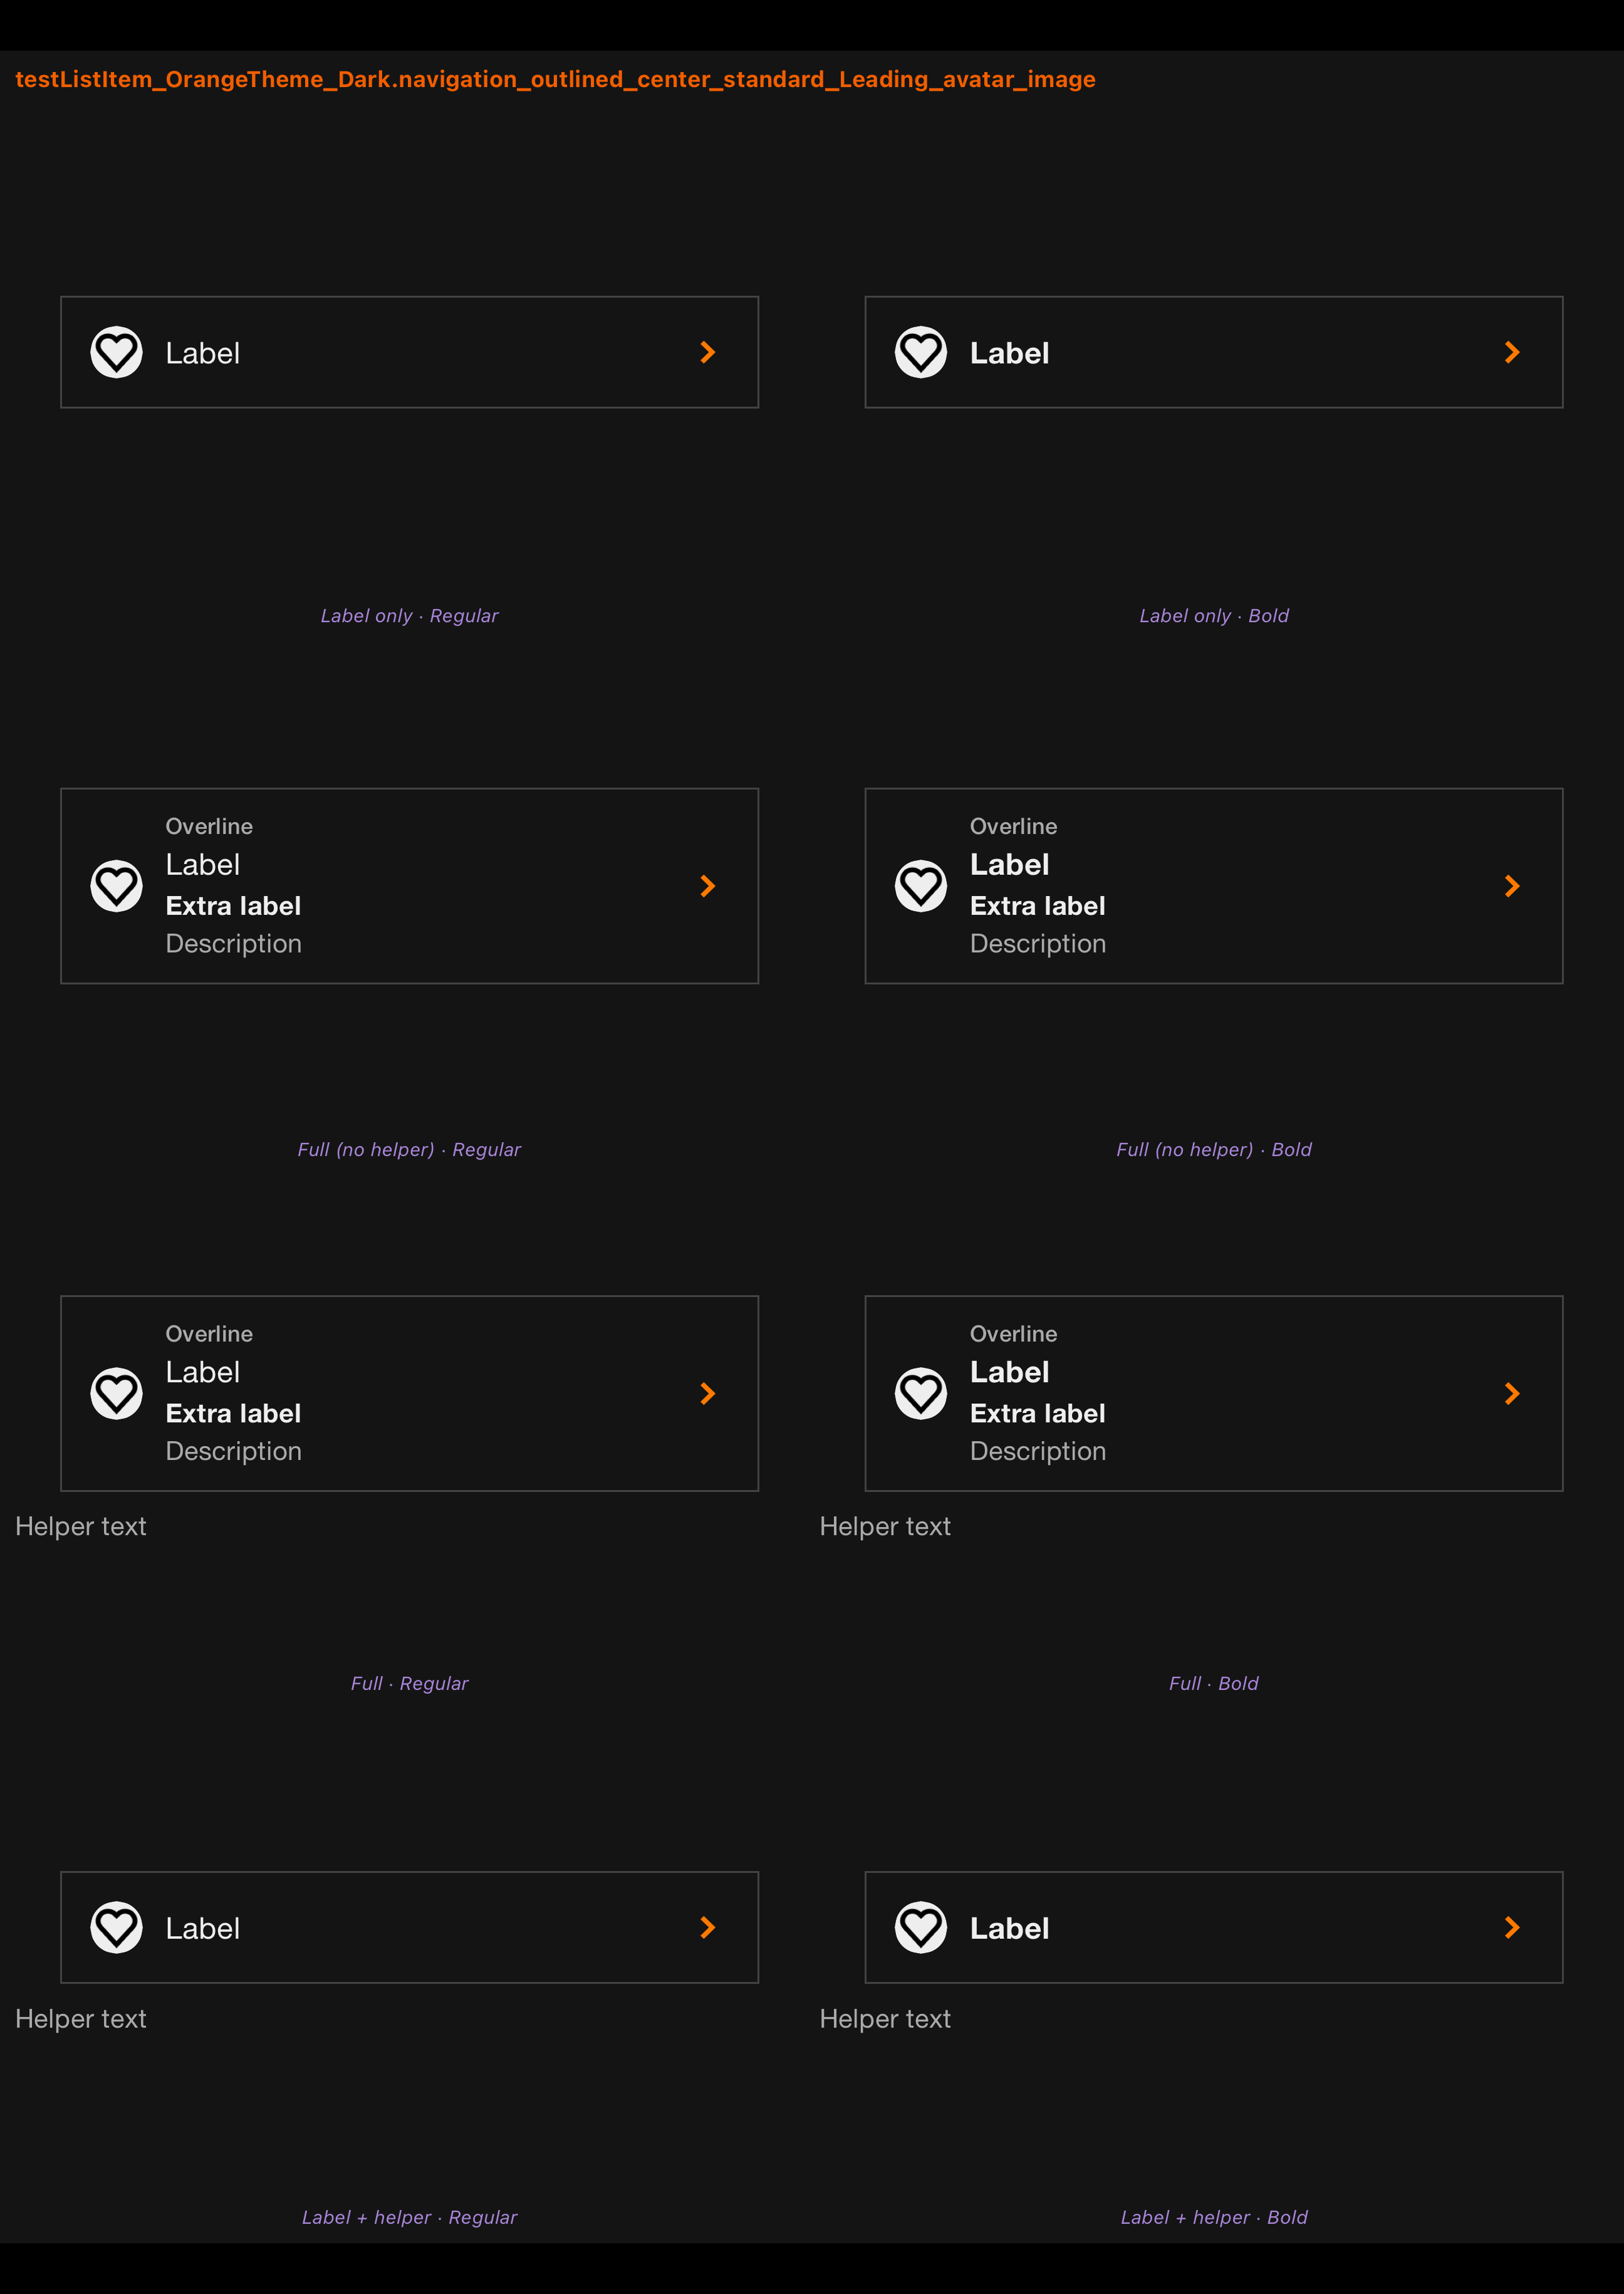 testListItem_OrangeTheme_Dark.navigation_outlined_center_standard_Leading_avatar_image
Label
Label
Label only · Regular
Label only · Bold
Overline
Label
Extra label
Description
Overline
Label
Extra label
Description
Full (no helper) · Regular
Full (no helper) · Bold
Overline
Label
Extra label
Description
Helper text
Overline
Label
Extra label
Description
Helper text
Full · Regular
Full · Bold
Label
Helper text
Label
Helper text
Label + helper · Regular
Label + helper · Bold